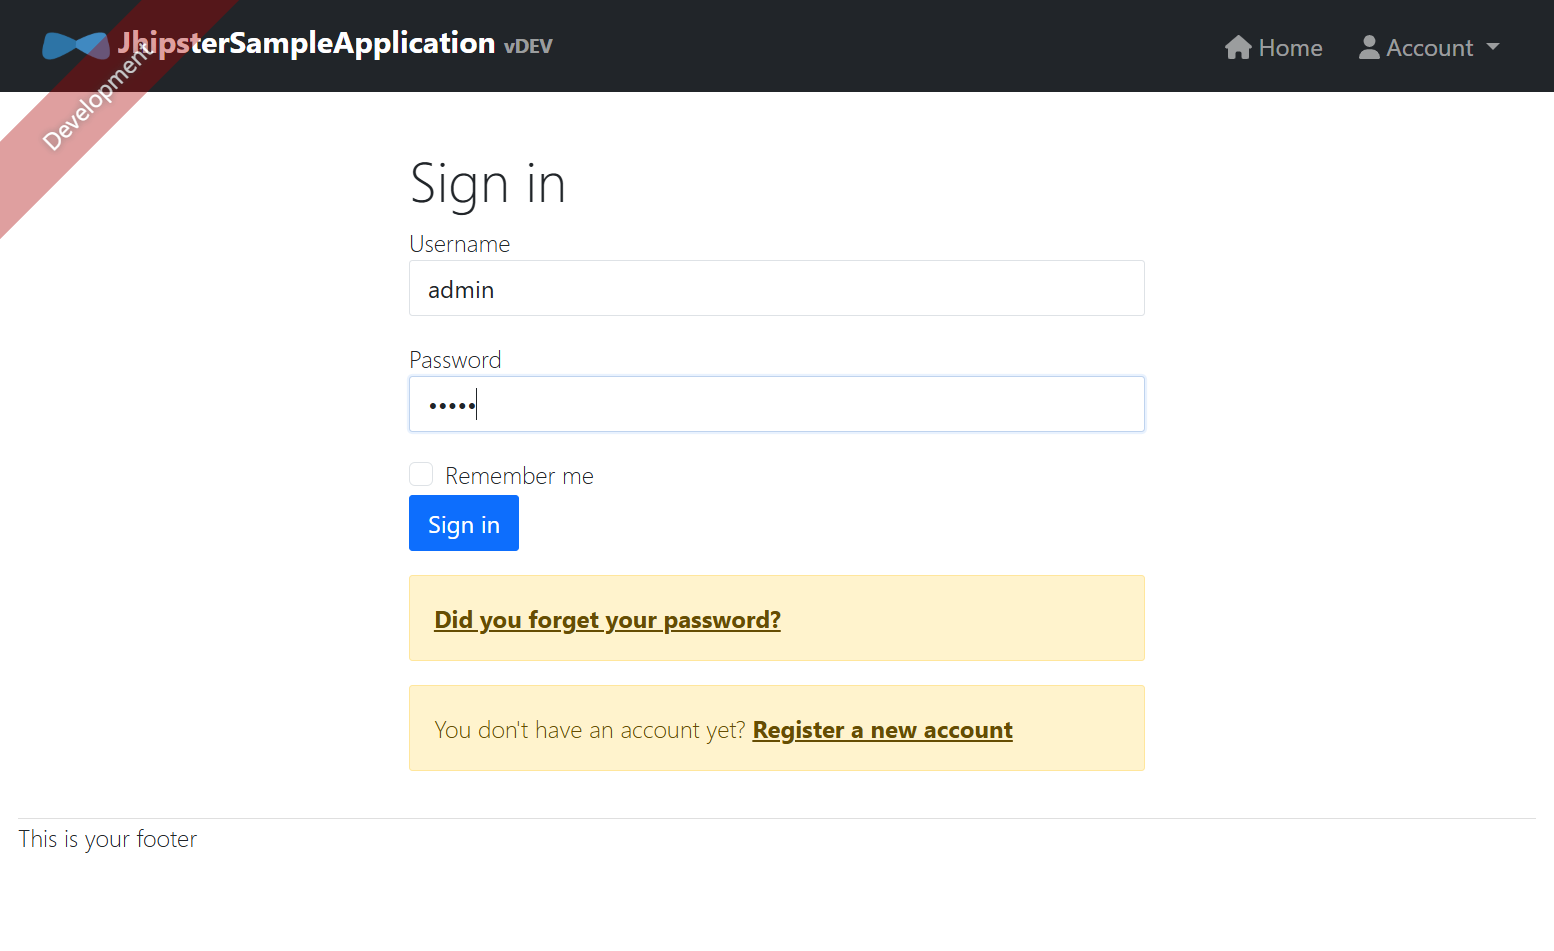 JhipsterSampleApplication vDEV
Home
Account
Development
Sign in
Username
admin
Password
•••••
Remember me
Sign in
Did you forget your password?
You don't have an account yet? Register a new account
This is your footer